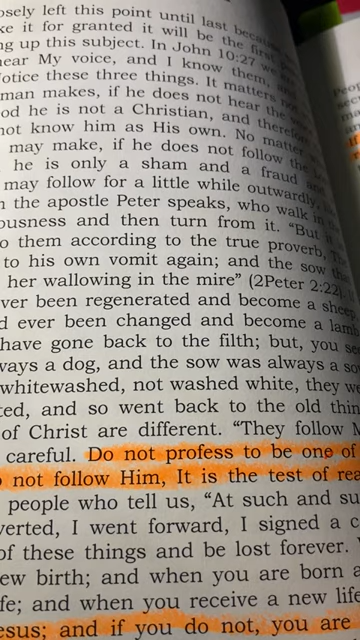 osely left this point until last because
ke it for granted it will be the first
ng up this subject. In John 10:27 we
hear My voice, and I know them, and
Notice these three things. It matters not
man makes, if he does not hear the
od he is not a Christian, and therefore
not know him as His own. No matter
may make, if he does not follow the
he is only a sham and a fraud and
may follow for a little while outwardly,
n the apostle Peter speaks, who walk in
ousness and then turn from it. “But it
o them according to the true proverb, The
to his own vomit again; and the sow
her wallowing in the mire” (2Peter 2:22).
ver been regenerated and become a sheep
d ever been changed and become a lamb
have gone back to the filth; but, you see
ways a dog, and the sow was always a sow
whitewashed, not washed white, they we
ted, and so went back to the old thin
of Christ are different. “They follow M
careful. Do not profess to be one of
not follow Him, It is the test of rea
people who tell us, “At such and su
verted, I went forward, I signed a c
of these things and be lost forever.
ew birth; and when you are born a
fe; and when you receive a new life
esus; and if you do not, you are